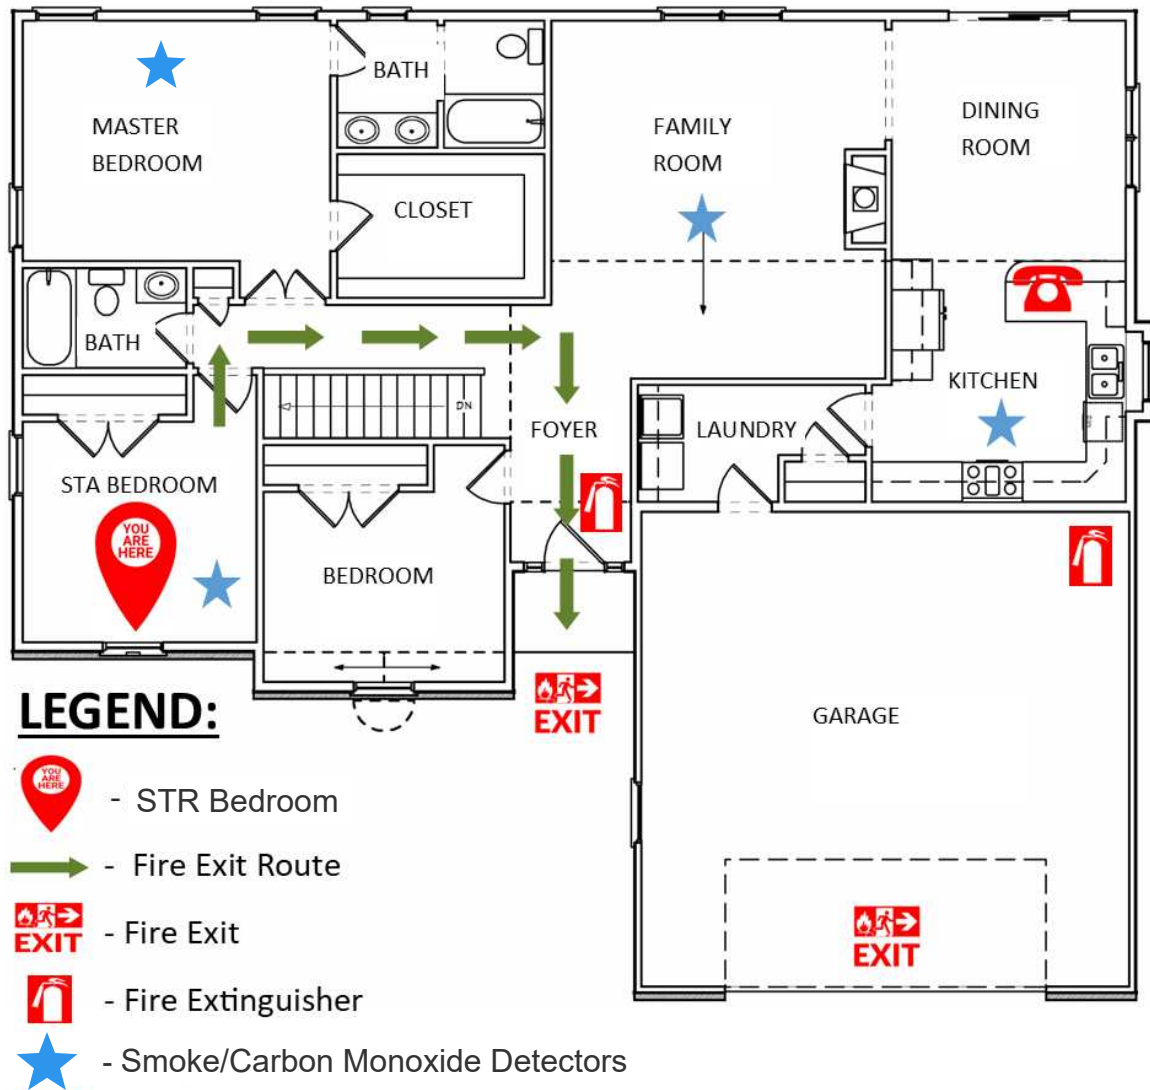 BATH
MASTER
BEDROOM
FAMILY
ROOM
DINING
ROOM
CLOSET
BATH
KITCHEN
DN
FOYER
LAUNDRY
STA BEDROOM
YOU
ARE
HERE
BEDROOM
EXIT
GARAGE
EXIT
LEGEND:
YOU
ARE
HERE
- STR Bedroom
- Fire Exit Route
EXIT
- Fire Exit
- Fire Extinguisher
- Smoke/Carbon Monoxide Detectors